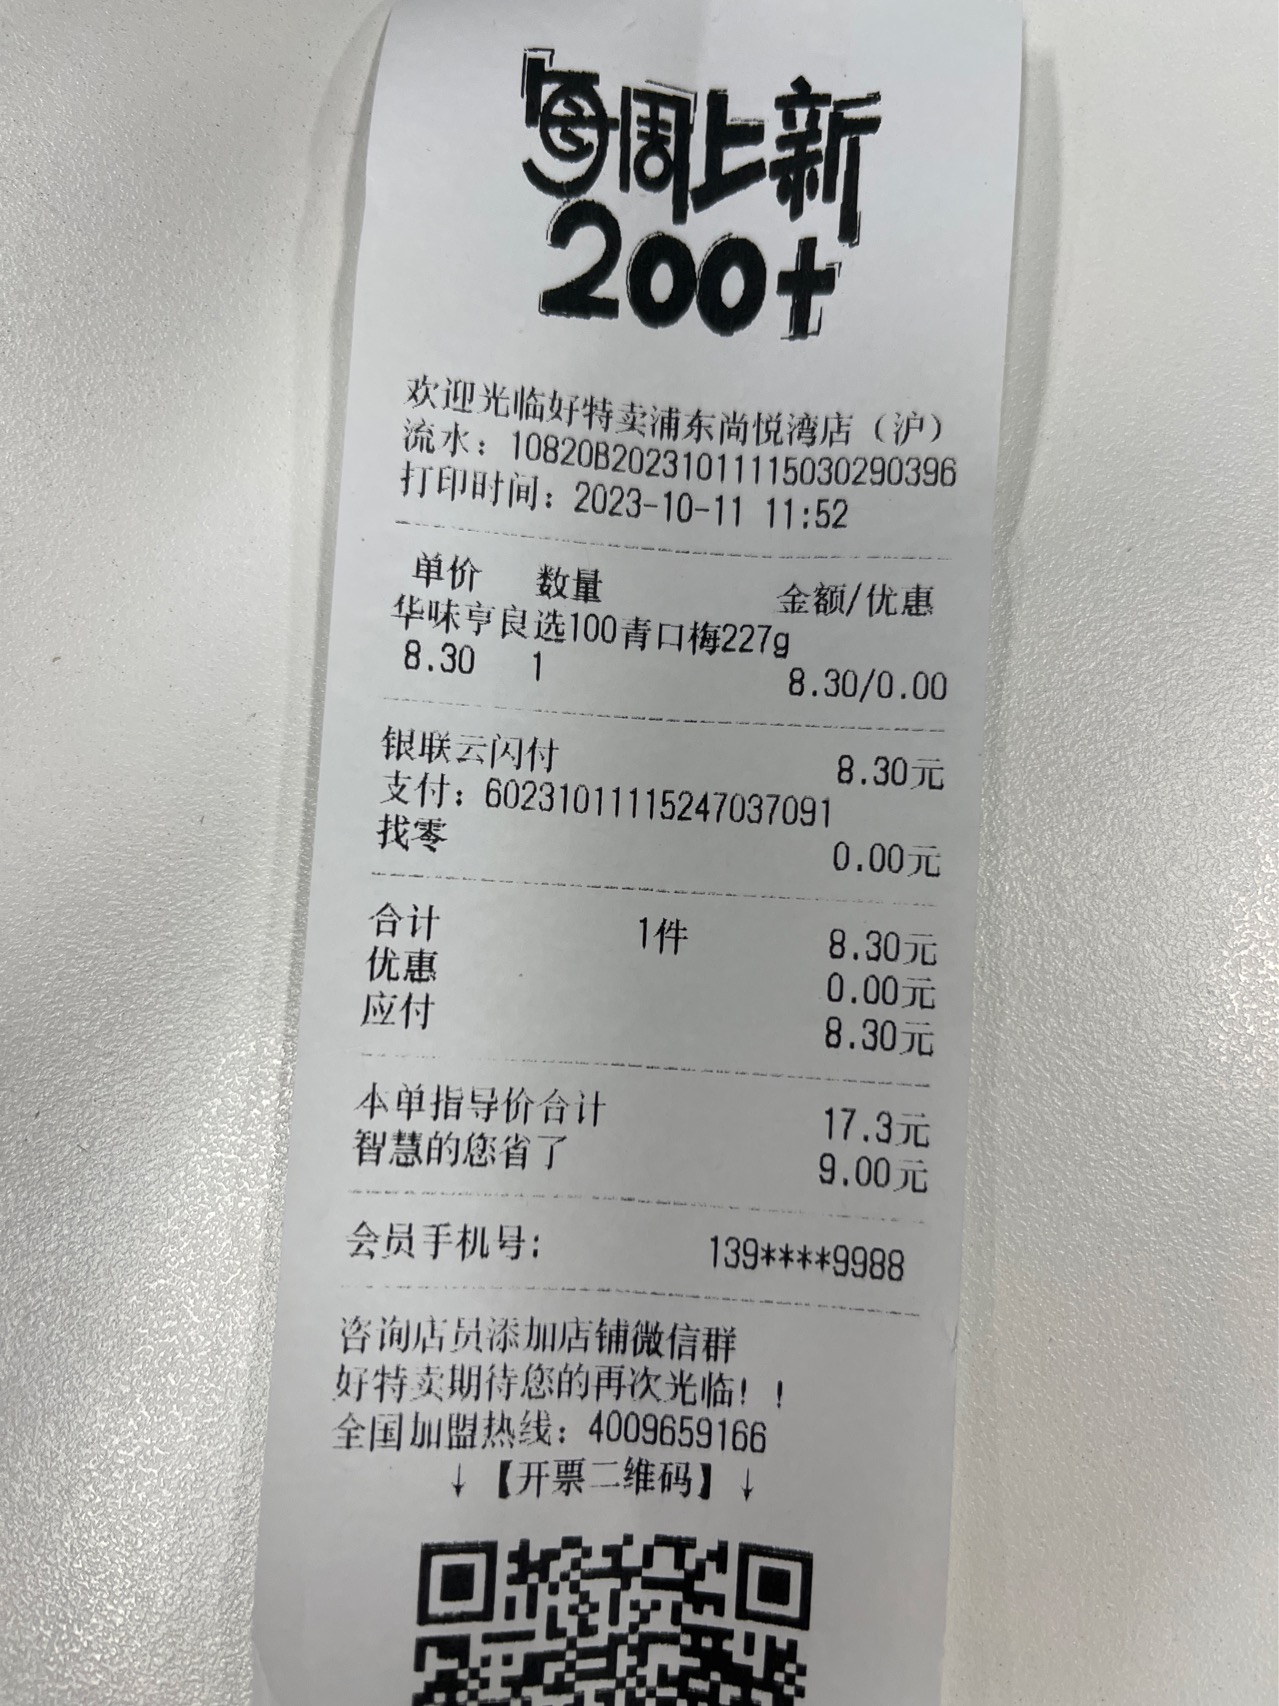 每周上新
200+
欢迎光临好特卖浦东尚悦湾店（沪）
流水：10820B20231011115030290396
打印时间：2023-10-11 11:52
单价 数量 金额/优惠
华味亨良选100青口梅227g
8.30 1 8.30/0.00
银联云闪付 8.30元
支付：60231011115247037091
找零 0.00元
合计 1件 8.30元
优惠 0.00元
应付 8.30元
本单指导价合计 17.3元
智慧的您省了 9.00元
会员手机号: 139****9988
咨询店员添加店铺微信群
好特卖期待您的再次光临！！
全国加盟热线：4009659166
↓【开票二维码】↓